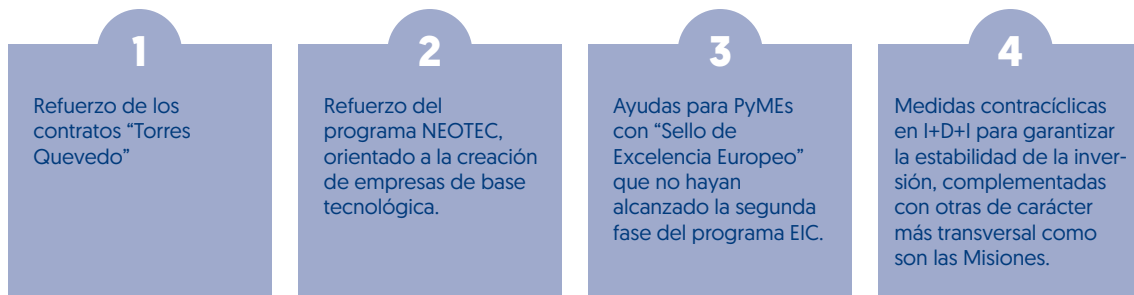 1
Refuerzo de los
contratos “Torres
Quevedo”
2
Refuerzo del
programa NEOTEC,
orientado a la creación
de empresas de base
tecnológica.
3
Ayudas para PyMEs
con “Sello de
Excelencia Europeo”
que no hayan
alcanzado la segunda
fase del programa EIC.
4
Medidas contracíclicas
en I+D+I para garantizar
la estabilidad de la inver-
sión, complementadas
con otras de carácter
más transversal como
son las Misiones.